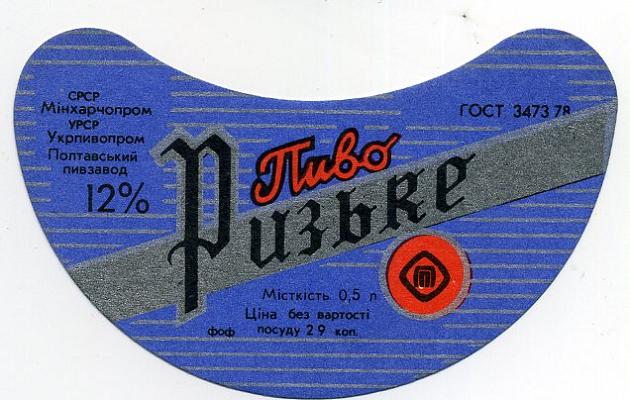 СРСР
Мінхарчопром
УРСР
Укрпивопром
Полтавський
пивзавод
12%
ГОСТ 3473 78
Пиво
Ризьке
Місткість 0,5 л
Ціна без вартості
посуду 29 коп.
фоф